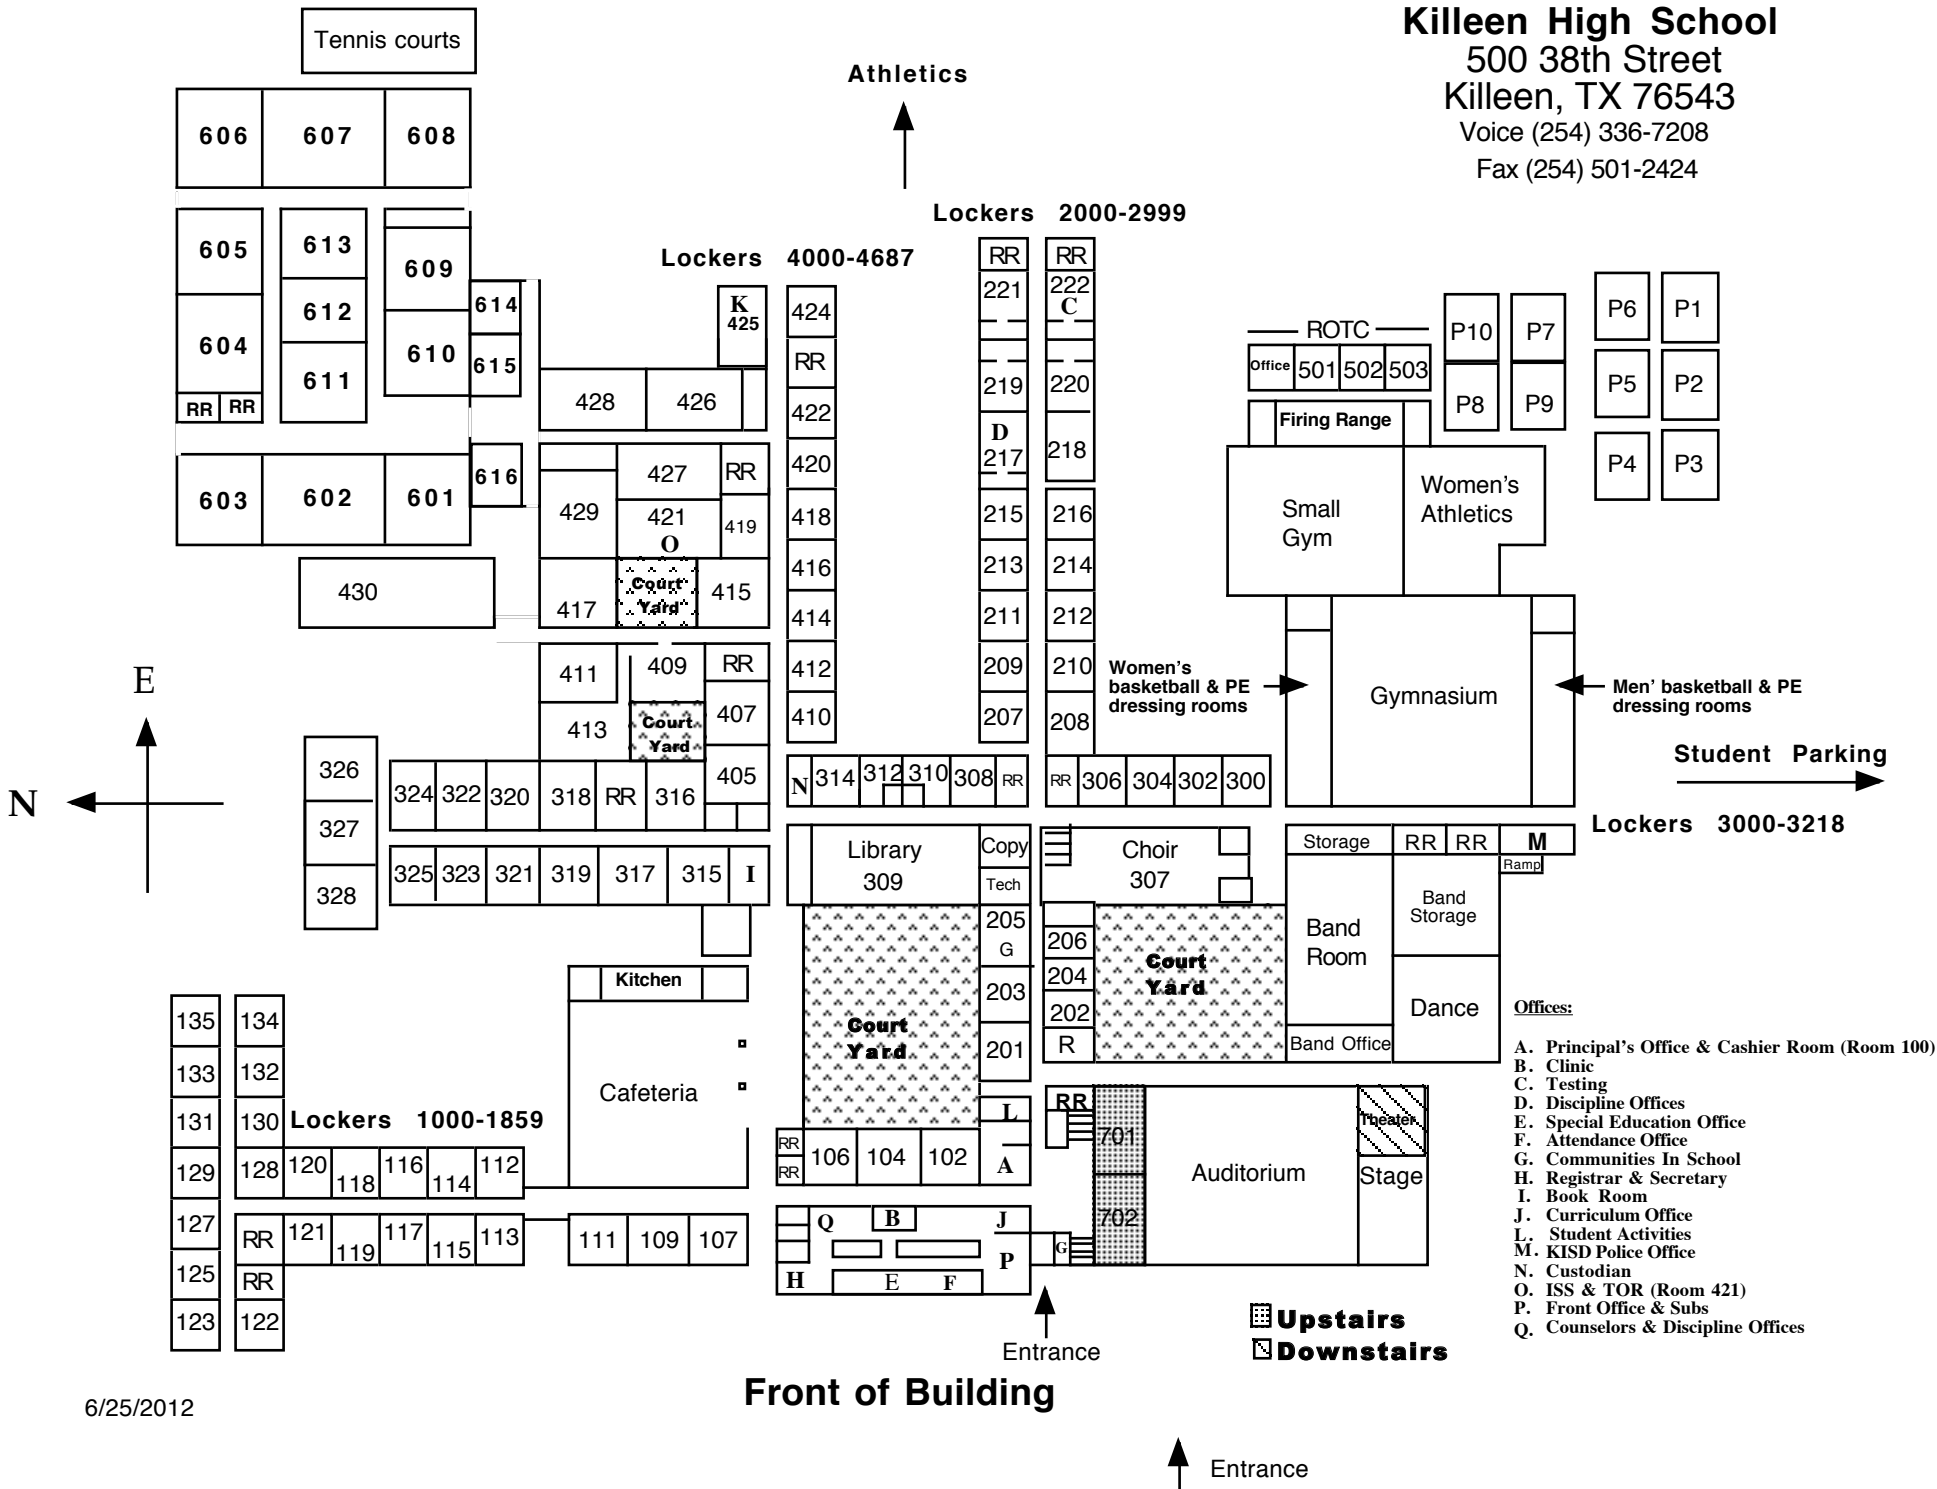 Killeen High School
500 38th Street
Killeen, TX 76543
Voice (254) 336-7208
Fax (254) 501-2424
Tennis courts
Athletics
606 607 608
605 613 609
604 612 610
611
RR RR
614
615
616
603 602 601
430
Lockers 4000-4687
K
425
424
RR
422
420
418
416
414
412
410
428 426
427 RR
429 421 419
O
Court
Yard
417 415
411 409 RR
413 407
Court
Yard
405
Lockers 2000-2999
RR RR
221 222
C
219 220
D
217 218
215 216
213 214
211 212
209 210
207 208
ROTC
Office 501 502 503
Firing Range
P10 P7
P8 P9
P6 P1
P5 P2
P4 P3
Small
Gym
Women's
Athletics
Women's
basketball & PE
dressing rooms
Gymnasium
Men' basketball & PE
dressing rooms
Student Parking
Lockers 3000-3218
E
N
326
327
328
324 322 320 318 RR 316
325 323 321 319 317 315 I
N 314 312 310 308 RR
RR 306 304 302 300
Library
309
Copy
Tech
Choir
307
Storage RR RR M
Ramp
Band
Storage
Band
Room
Dance
Band Office
205
G
203
201
206
204
202
R
Court
Yard
Court
Yard
Kitchen
Cafeteria
135 134
133 132
131 130
129 128
127 RR
125 RR
123 122
Lockers 1000-1859
120 118 116 114 112
121 119 117 115 113
111 109 107
RR
RR
106 104 102
L
A
Q B J
P
H E F
G
RR
701
702
Auditorium
Theater
Stage
Offices:
A. Principal's Office & Cashier Room (Room 100)
B. Clinic
C. Testing
D. Discipline Offices
E. Special Education Office
F. Attendance Office
G. Communities In School
H. Registrar & Secretary
I. Book Room
J. Curriculum Office
L. Student Activities
M. KISD Police Office
N. Custodian
O. ISS & TOR (Room 421)
P. Front Office & Subs
Q. Counselors & Discipline Offices
Upstairs
Downstairs
Entrance
Front of Building
6/25/2012
Entrance